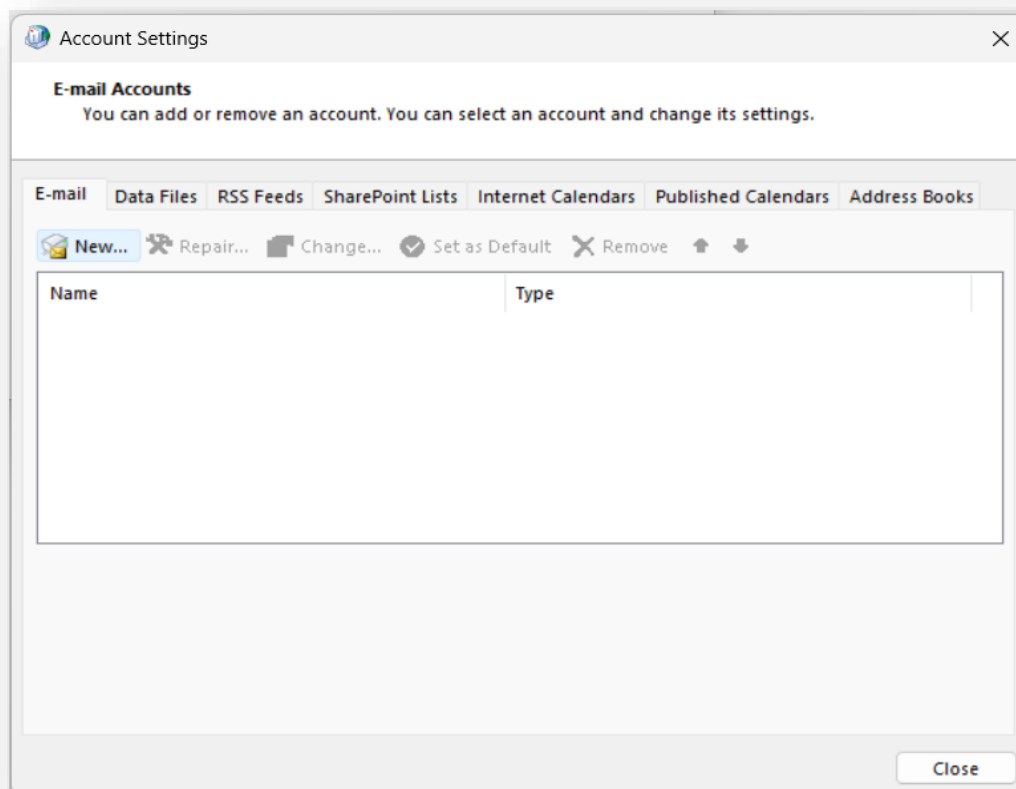 Account Settings
E-mail Accounts
You can add or remove an account. You can select an account and change its settings.
E-mail Data Files RSS Feeds SharePoint Lists Internet Calendars Published Calendars Address Books
New... Repair... Change... Set as Default Remove
Name Type
Close